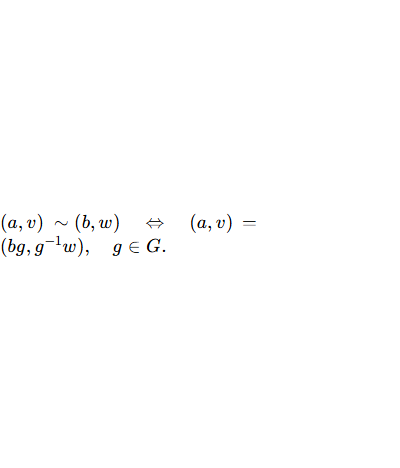 (a, v) ∼ (b, w) ⇔ (a, v) =
(bg, g⁻¹w), g ∈ G.